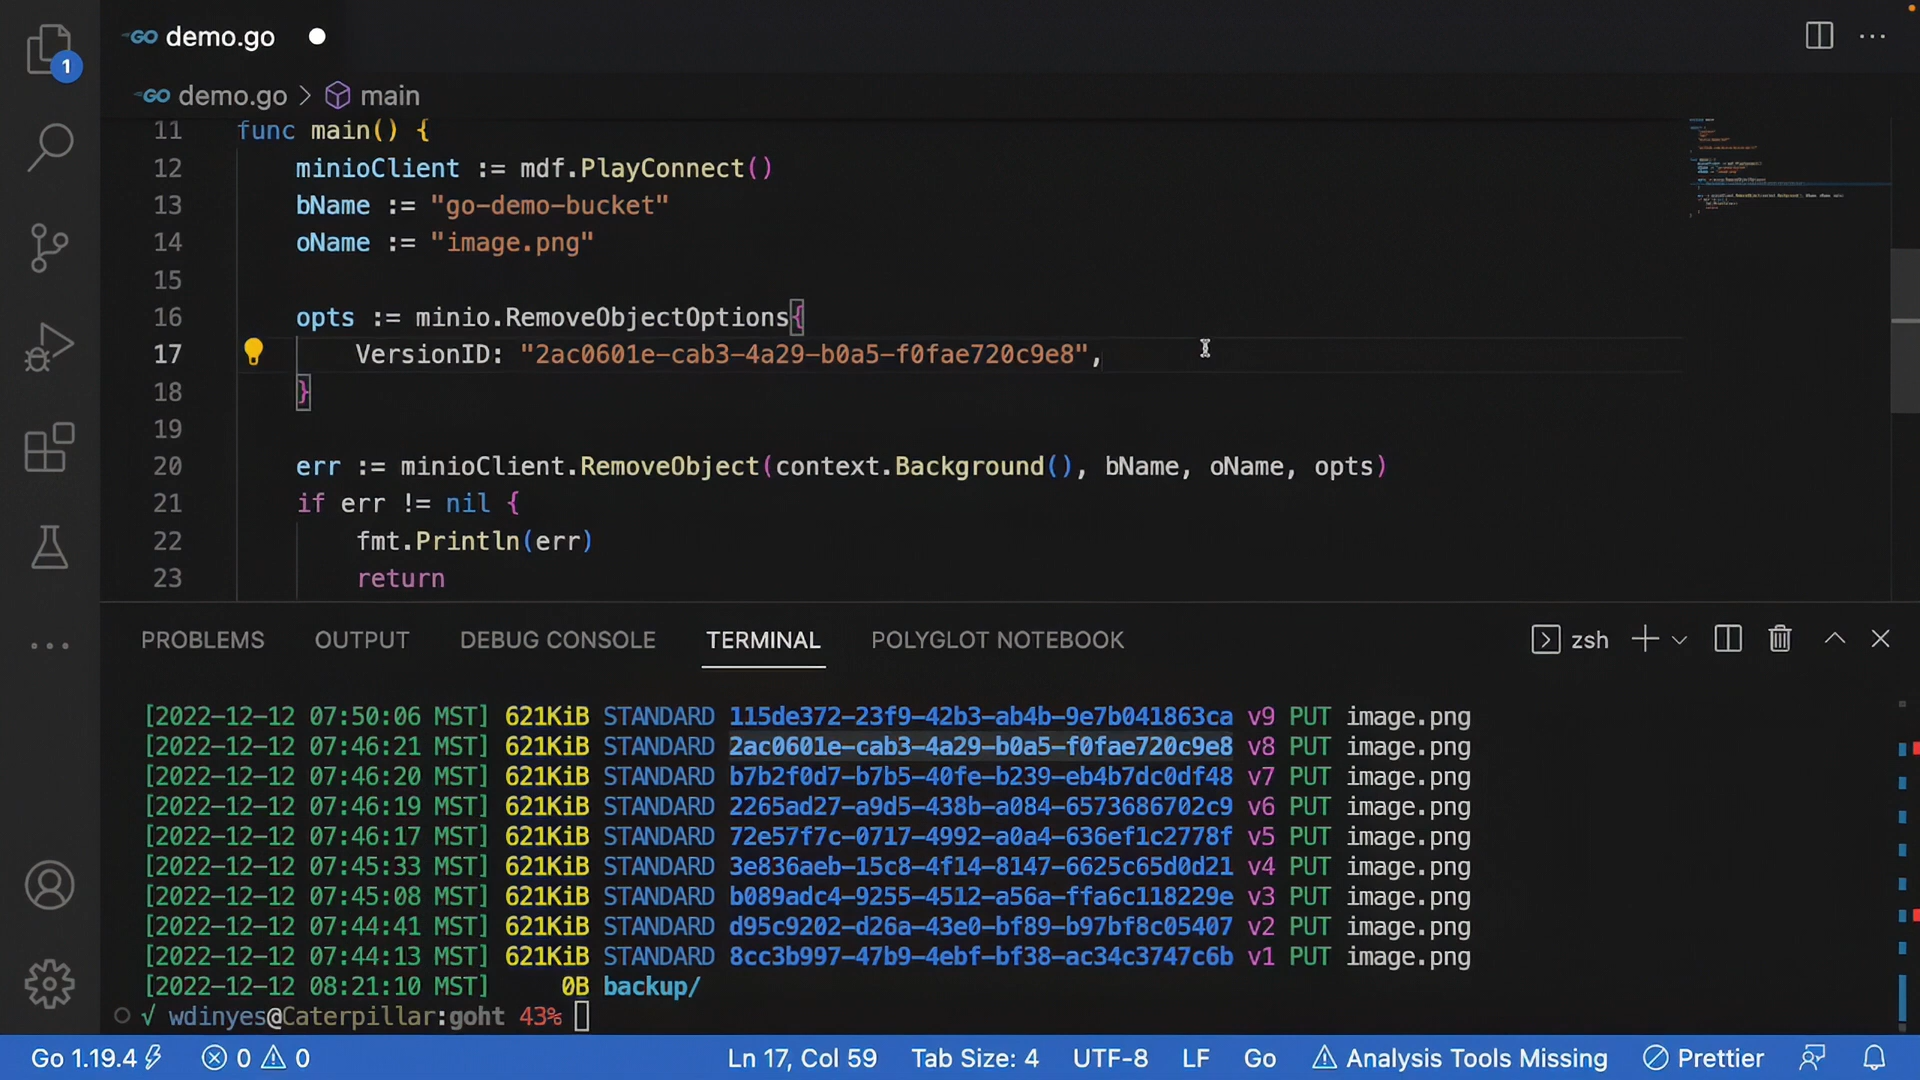 GO demo.go
1
GO demo.go > main
11 func main() {
12 minioClient := mdf.PlayConnect()
13 bName := "go-demo-bucket"
14 oName := "image.png"
15
16 opts := minio.RemoveObjectOptions{
17 VersionID: "2ac0601e-cab3-4a29-b0a5-f0fae720c9e8",
18 }
19
20 err := minioClient.RemoveObject(context.Background(), bName, oName, opts)
21 if err != nil {
22 fmt.Println(err)
23 return
PROBLEMS OUTPUT DEBUG CONSOLE TERMINAL POLYGLOT NOTEBOOK zsh
[2022-12-12 07:50:06 MST] 621KiB STANDARD 115de372-23f9-42b3-ab4b-9e7b041863ca v9 PUT image.png
[2022-12-12 07:46:21 MST] 621KiB STANDARD 2ac0601e-cab3-4a29-b0a5-f0fae720c9e8 v8 PUT image.png
[2022-12-12 07:46:20 MST] 621KiB STANDARD b7b2f0d7-b7b5-40fe-b239-eb4b7dc0df48 v7 PUT image.png
[2022-12-12 07:46:19 MST] 621KiB STANDARD 2265ad27-a9d5-438b-a084-6573686702c9 v6 PUT image.png
[2022-12-12 07:46:17 MST] 621KiB STANDARD 72e57f7c-0717-4992-a0a4-636ef1c2778f v5 PUT image.png
[2022-12-12 07:45:33 MST] 621KiB STANDARD 3e836aeb-15c8-4f14-8147-6625c65d0d21 v4 PUT image.png
[2022-12-12 07:45:08 MST] 621KiB STANDARD b089adc4-9255-4512-a56a-ffa6c118229e v3 PUT image.png
[2022-12-12 07:44:41 MST] 621KiB STANDARD d95c9202-d26a-43e0-bf89-b97bf8c05407 v2 PUT image.png
[2022-12-12 07:44:13 MST] 621KiB STANDARD 8cc3b997-47b9-4ebf-bf38-ac34c3747c6b v1 PUT image.png
[2022-12-12 08:21:10 MST] 0B backup/
√ wdinyes@Caterpillar:goht 43%
Go 1.19.4 0 0 Ln 17, Col 59 Tab Size: 4 UTF-8 LF Go Analysis Tools Missing Prettier